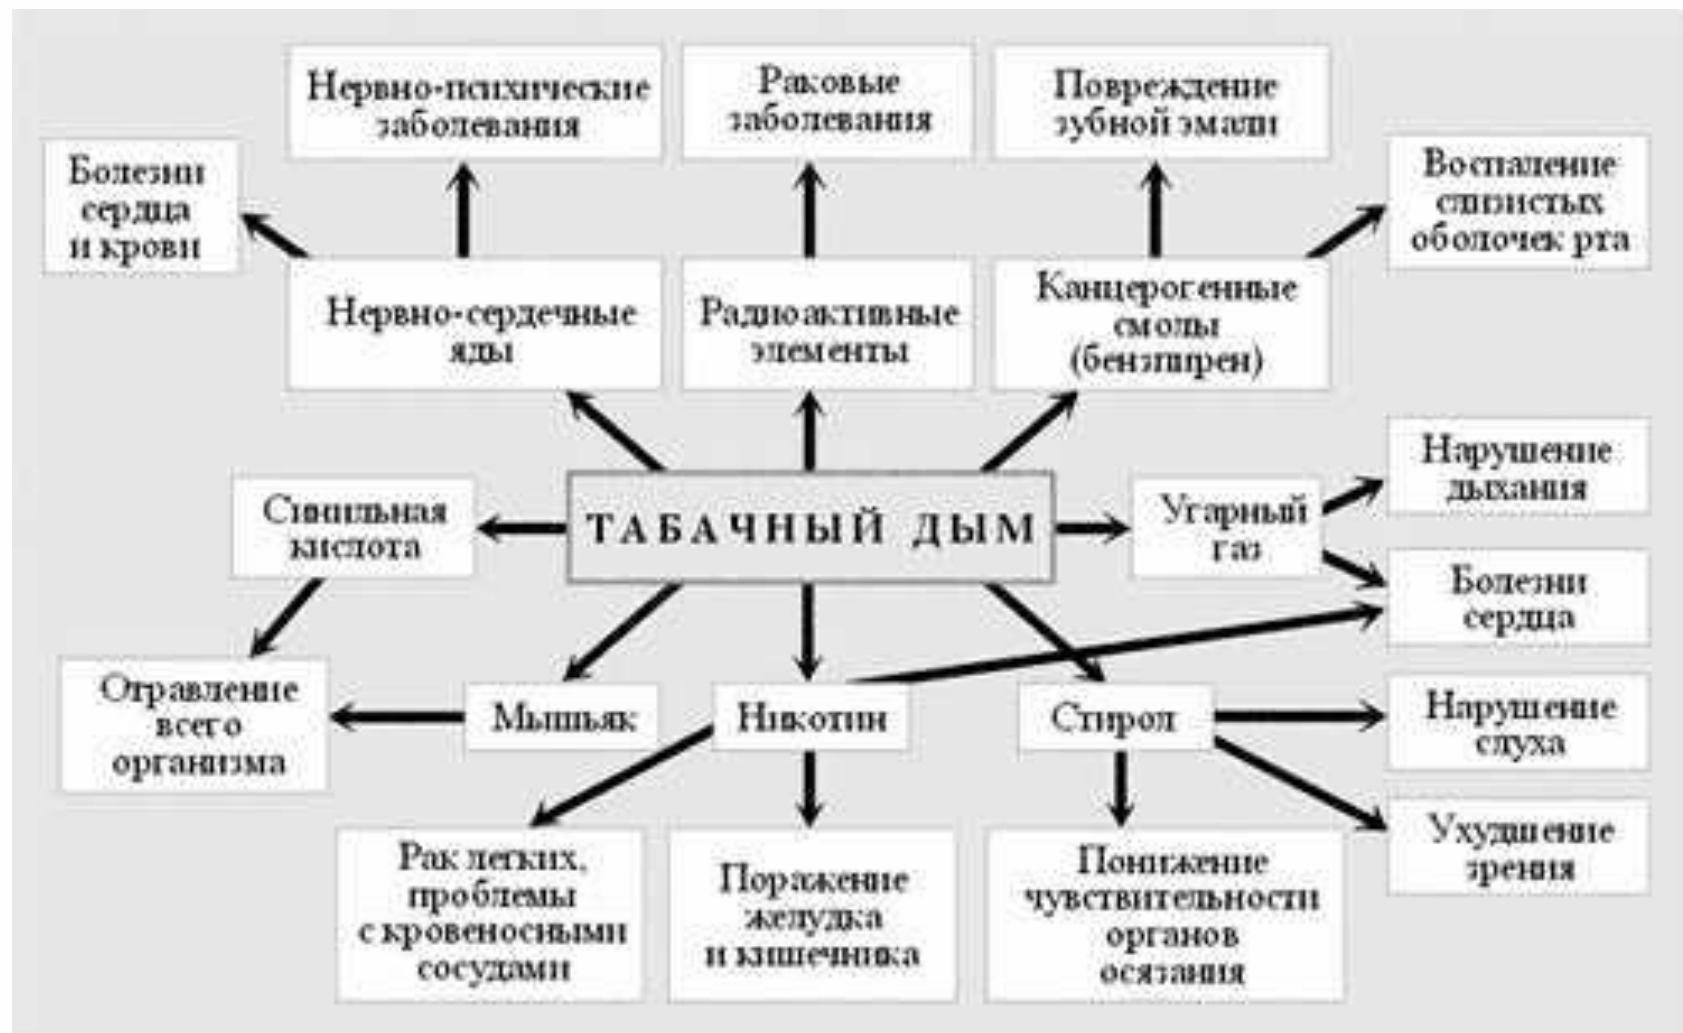 Нервно-психические
заболевания
Раковые
заболевания
Повреждение
зубной эмали
Болезни
сердца
и крови
Воспаление
слизистых
оболочек рта
Нервно-сердечные
яды
Радиоактивные
элементы
Канцерогенные
смолы
(бензпирен)
Нарушение
дыхания
Синильная
кислота
ТАБАЧНЫЙ ДЫМ
Угарный
газ
Болезни
сердца
Отравление
всего
организма
Мышьяк
Никотин
Стирол
Нарушение
слуха
Ухудшение
зрения
Рак легких,
проблемы
с кровеносными
сосудами
Поражение
желудка
и кишечника
Понижение
чувствительности
органов
осязания